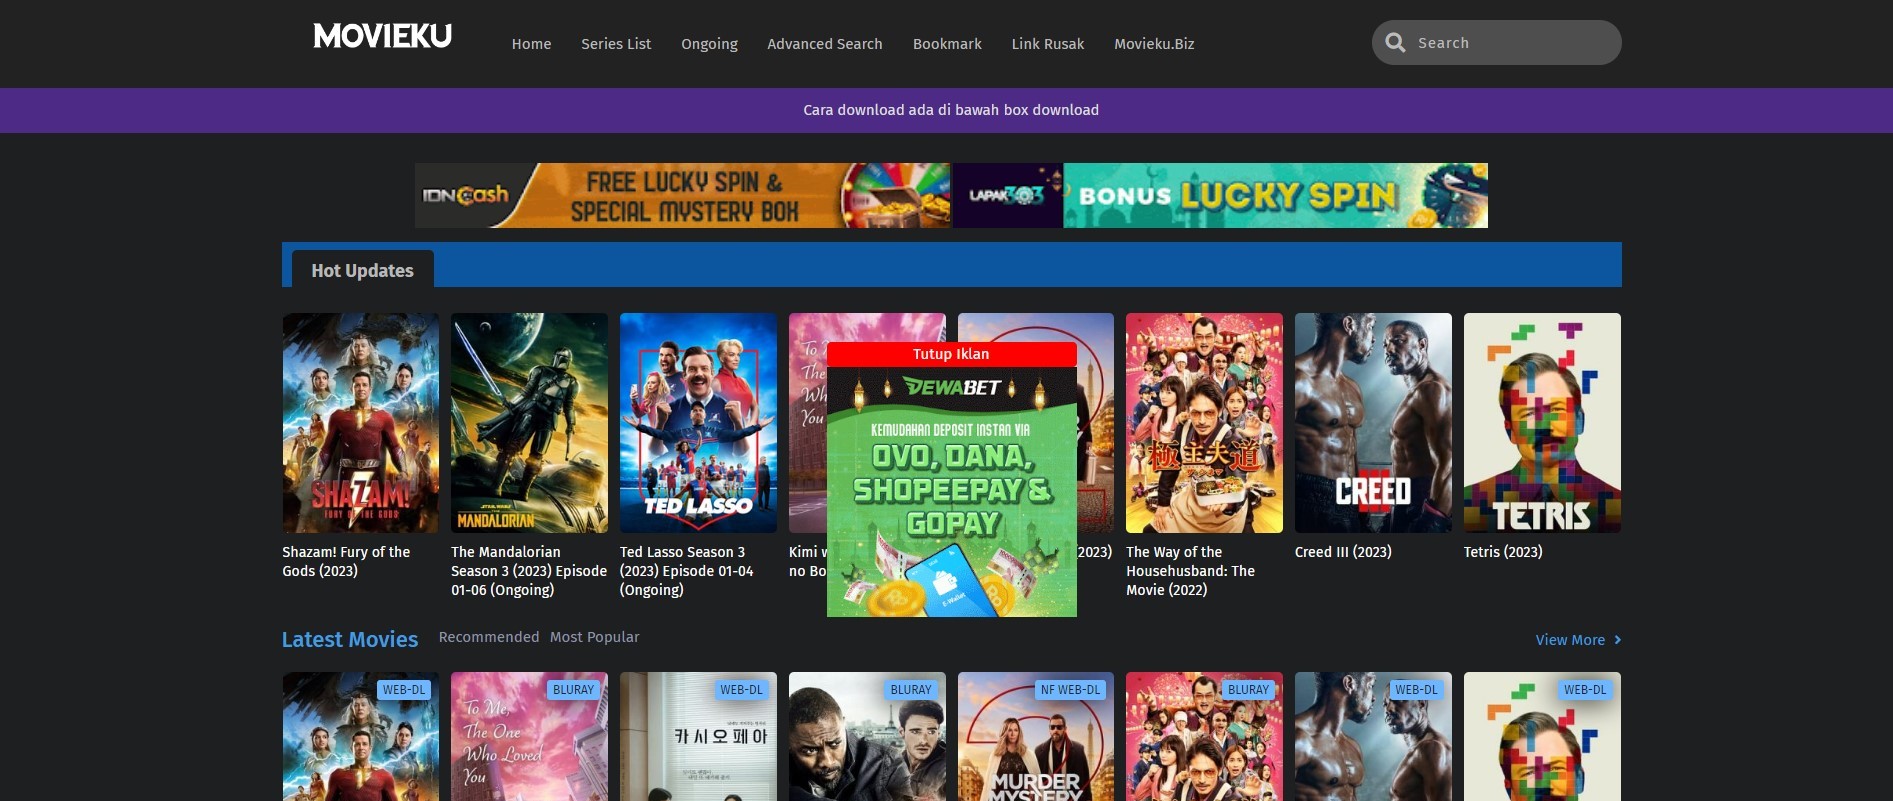 MOVIEKU
Home
Series List
Ongoing
Advanced Search
Bookmark
Link Rusak
Movieku.Biz
Search
Cara download ada di bawah box download
IDNCash
FREE LUCKY SPIN &
SPECIAL MYSTERY BOX
LAPAK303
BONUS LUCKY SPIN
Hot Updates
SHAZAM!
FURY OF THE GODS
STAR WARS
MANDALORIAN
TED LASSO
To
The
Wh
You
Tutup Iklan
DEWABET
KEMUDAHAN DEPOSIT INSTAN VIA
OVO, DANA,
SHOPEEPAY &
GOPAY
Rp
E-Wallet
Rp
極主夫道
CREED
III
TETRIS
Shazam! Fury of the
Gods (2023)
The Mandalorian
Season 3 (2023) Episode
01-06 (Ongoing)
Ted Lasso Season 3
(2023) Episode 01-04
(Ongoing)
Kimi
no Bo
2023)
The Way of the
Househusband: The
Movie (2022)
Creed III (2023)
Tetris (2023)
Latest Movies
Recommended
Most Popular
View More
WEB-DL
BLURAY
To Me,
The One
Who Loved
You
WEB-DL
카시오페아
BLURAY
NF WEB-DL
MURDER
MYSTERY
BLURAY
WEB-DL
WEB-DL